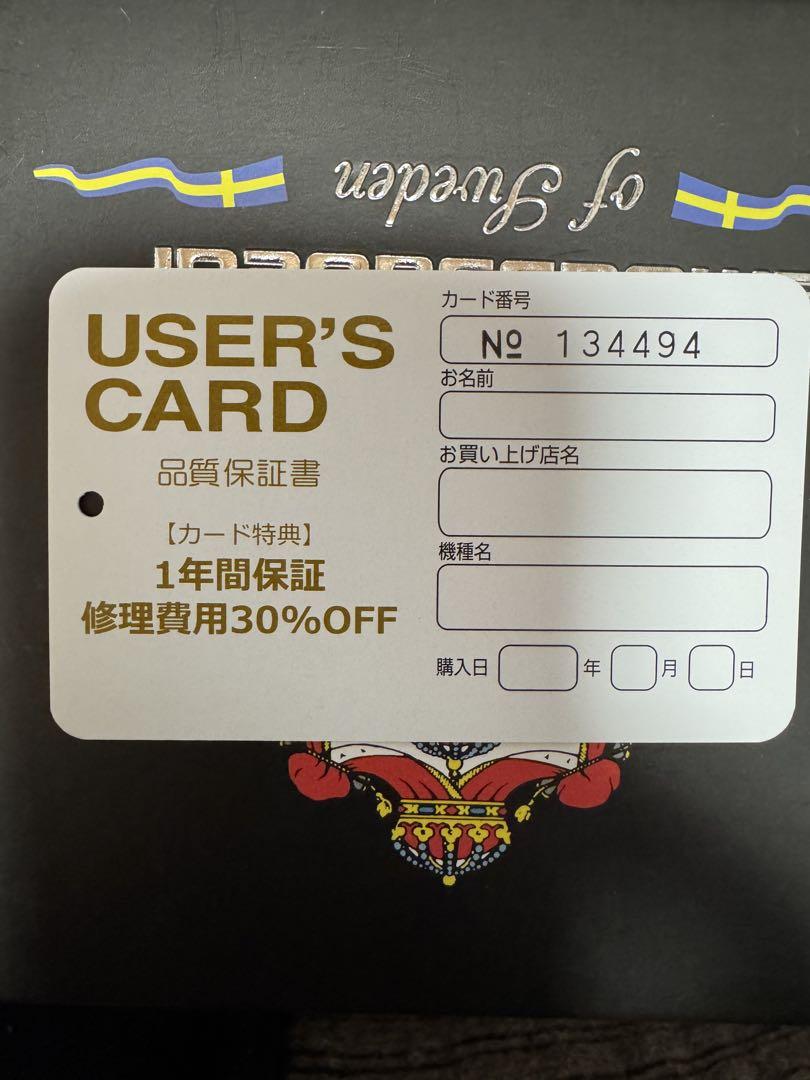 of Sweden
USER'S
CARD
品質保証書
【カード特典】
1年間保証
修理費用30%OFF
カード番号
№ 134494
お名前
お買い上げ店名
機種名
購入日 年 月 日